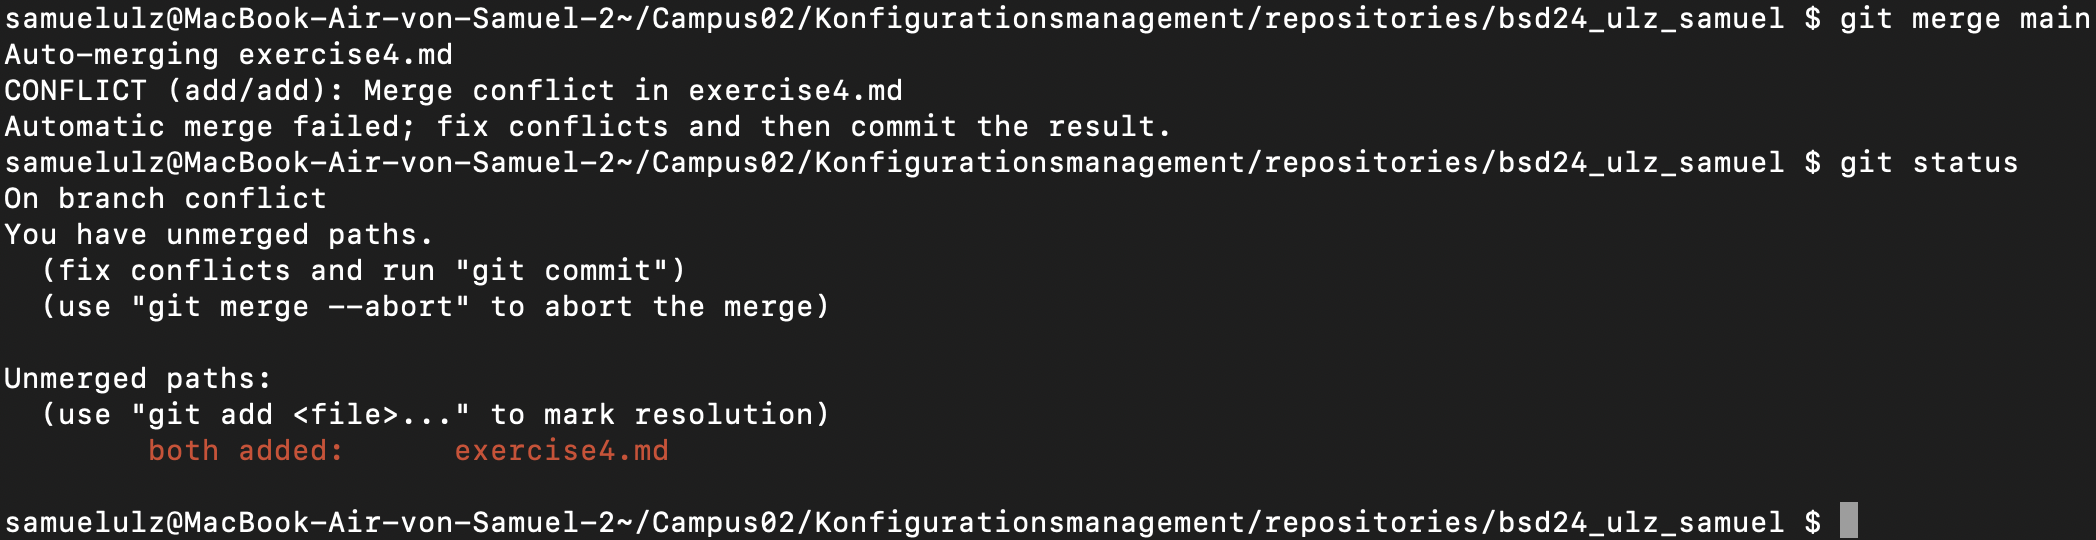 samuelulz@MacBook-Air-von-Samuel-2~/Campus02/Konfigurationsmanagement/repositories/bsd24_ulz_samuel $ git merge main
Auto-merging exercise4.md
CONFLICT (add/add): Merge conflict in exercise4.md
Automatic merge failed; fix conflicts and then commit the result.
samuelulz@MacBook-Air-von-Samuel-2~/Campus02/Konfigurationsmanagement/repositories/bsd24_ulz_samuel $ git status
On branch conflict
You have unmerged paths.
  (fix conflicts and run "git commit")
  (use "git merge --abort" to abort the merge)

Unmerged paths:
  (use "git add <file>..." to mark resolution)
        both added:      exercise4.md

samuelulz@MacBook-Air-von-Samuel-2~/Campus02/Konfigurationsmanagement/repositories/bsd24_ulz_samuel $